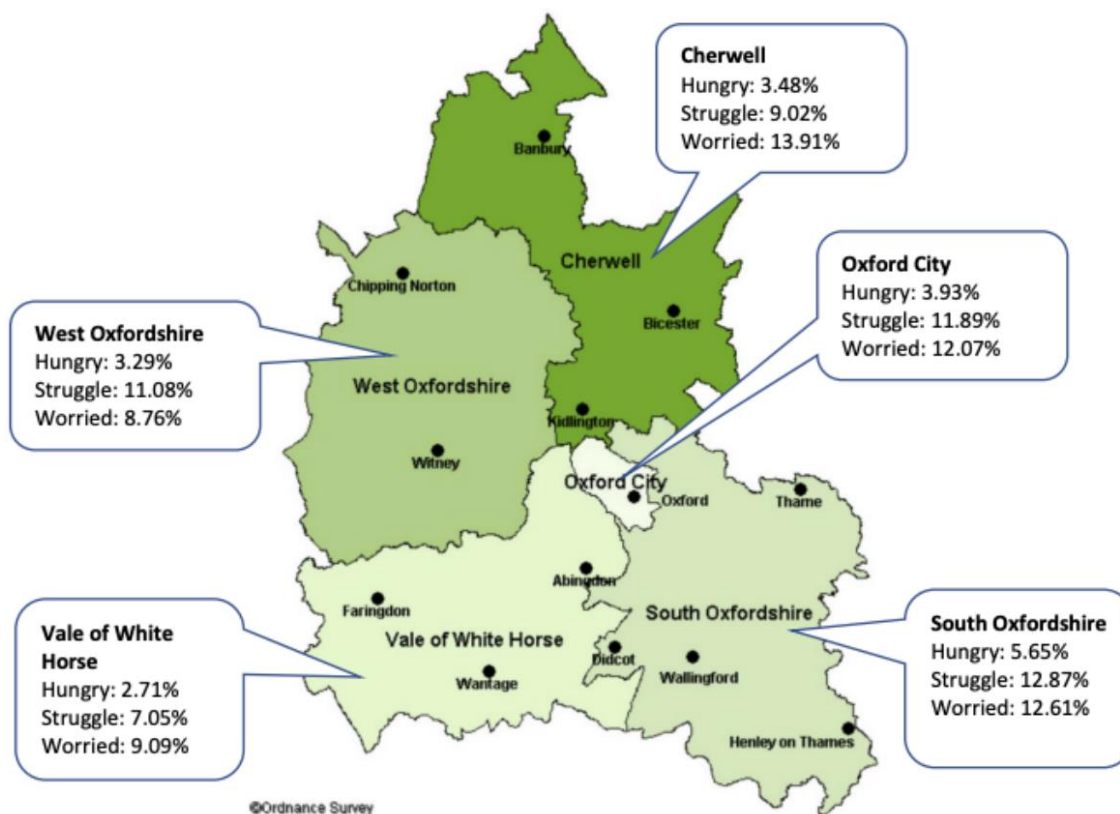 Cherwell
Hungry: 3.48%
Struggle: 9.02%
Worried: 13.91%
Banbury
Cherwell
Oxford City
Hungry: 3.93%
Struggle: 11.89%
Worried: 12.07%
Chipping Norton
Bicester
West Oxfordshire
Hungry: 3.29%
Struggle: 11.08%
Worried: 8.76%
West Oxfordshire
Kidlington
Witney
Oxford City
Oxford
Thame
Abingdon
Faringdon
South Oxfordshire
Vale of White Horse
Didcot
Wallingford
Wantage
Vale of White
Horse
Hungry: 2.71%
Struggle: 7.05%
Worried: 9.09%
South Oxfordshire
Hungry: 5.65%
Struggle: 12.87%
Worried: 12.61%
Henley on Thames
©Ordnance Survey